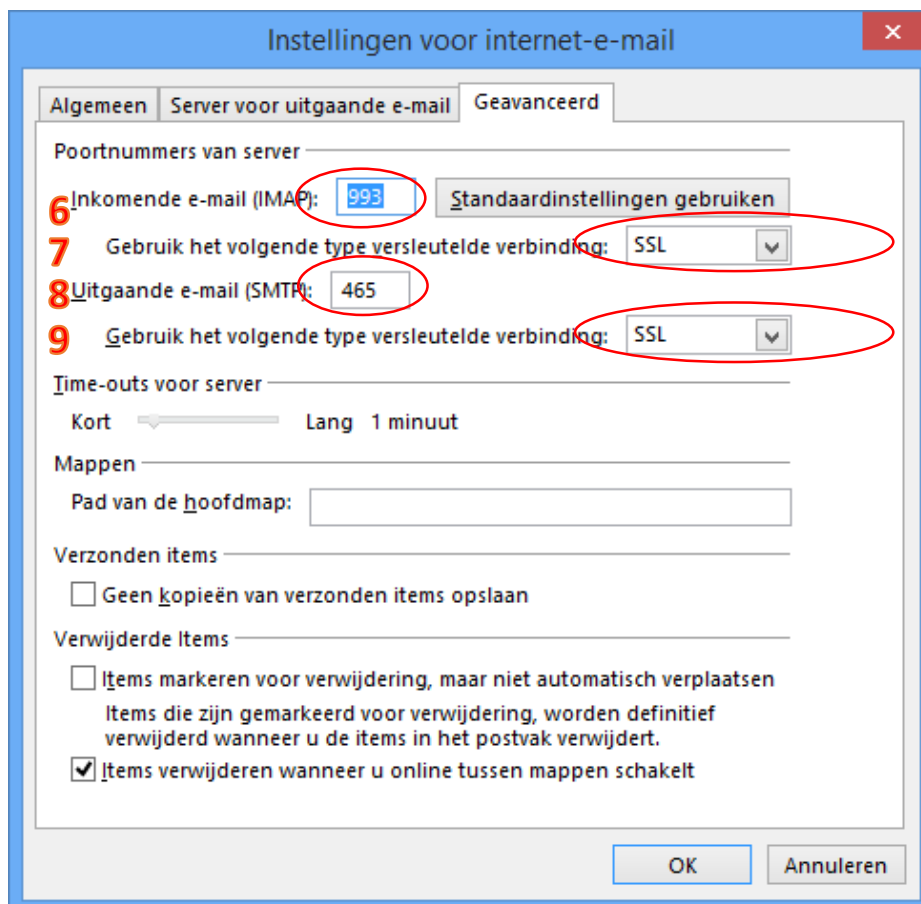 Instellingen voor internet-e-mail
Algemeen Server voor uitgaande e-mail Geavanceerd
Poortnummers van server
6 Inkomende e-mail (IMAP): 993 Standaardinstellingen gebruiken
7 Gebruik het volgende type versleutelde verbinding: SSL
8 Uitgaande e-mail (SMTP): 465
9 Gebruik het volgende type versleutelde verbinding: SSL
Time-outs voor server
Kort Lang 1 minuut
Mappen
Pad van de hoofdmap:
Verzonden items
Geen kopieën van verzonden items opslaan
Verwijderde Items
Items markeren voor verwijdering, maar niet automatisch verplaatsen
Items die zijn gemarkeerd voor verwijdering, worden definitief
verwijderd wanneer u de items in het postvak verwijdert.
Items verwijderen wanneer u online tussen mappen schakelt
OK Annuleren